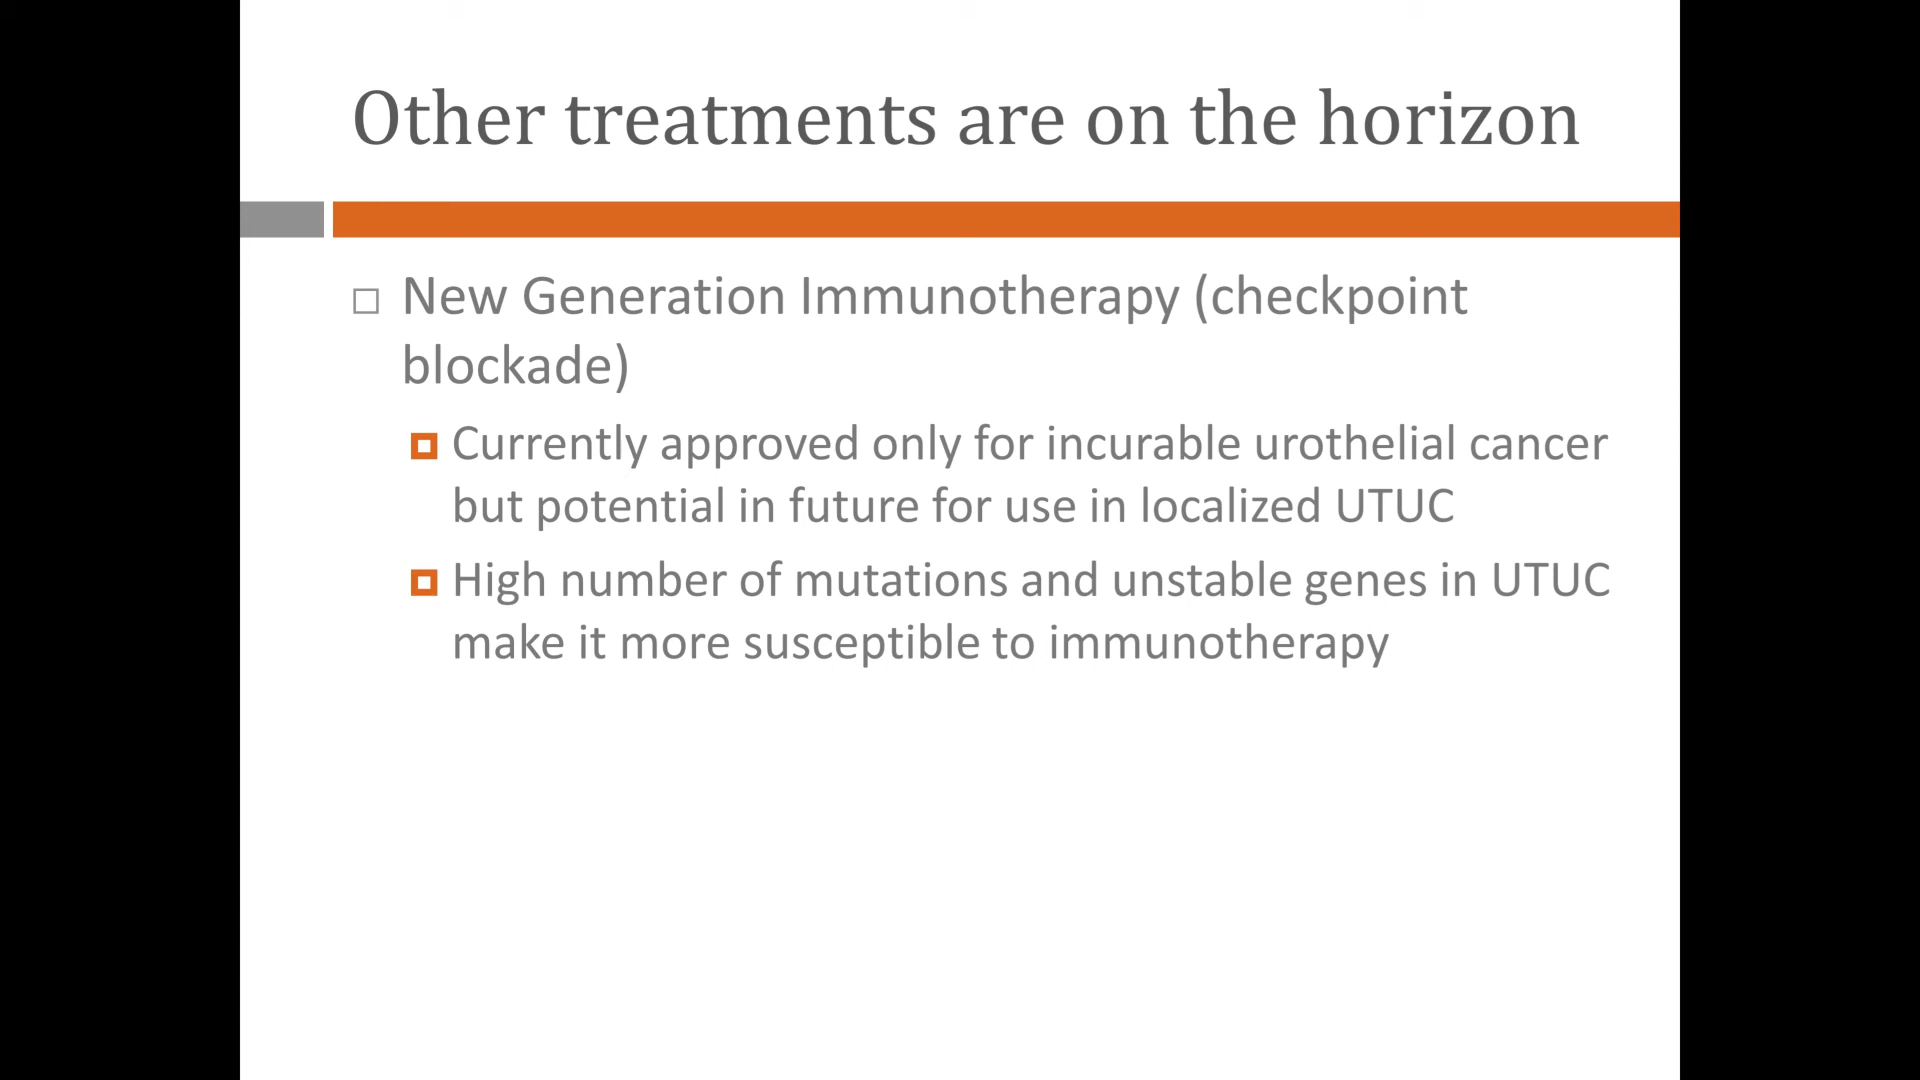 Other treatments are on the horizon
New Generation Immunotherapy (checkpoint
blockade)
Currently approved only for incurable urothelial cancer
but potential in future for use in localized UTUC
High number of mutations and unstable genes in UTUC
make it more susceptible to immunotherapy